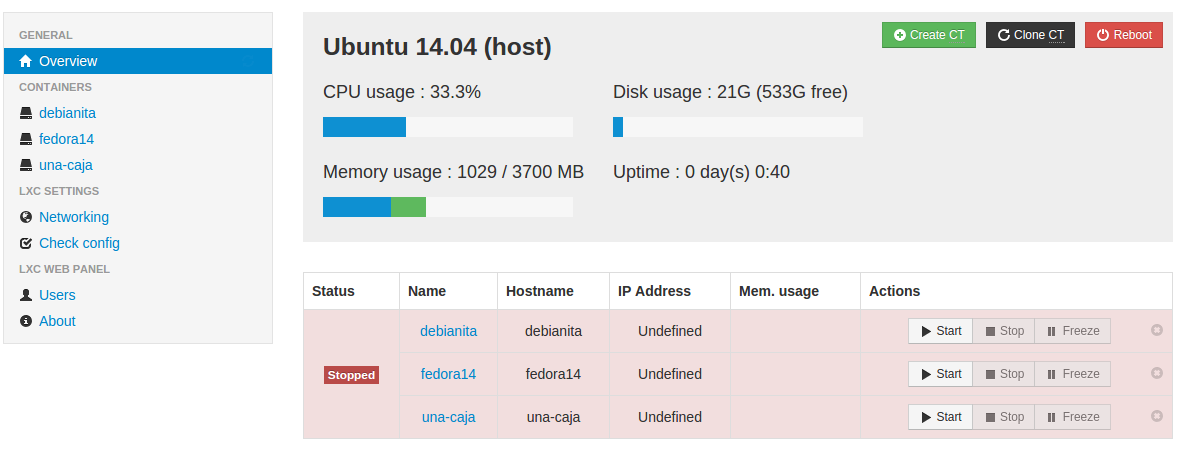 GENERAL
Overview
CONTAINERS
debianita
fedora14
una-caja
LXC SETTINGS
Networking
Check config
LXC WEB PANEL
Users
About
Ubuntu 14.04 (host)
Create CT
Clone CT
Reboot
CPU usage : 33.3%
Disk usage : 21G (533G free)
Memory usage : 1029 / 3700 MB
Uptime : 0 day(s) 0:40
Status Name Hostname IP Address Mem. usage Actions
debianita debianita Undefined Start Stop Freeze
Stopped fedora14 fedora14 Undefined Start Stop Freeze
una-caja una-caja Undefined Start Stop Freeze